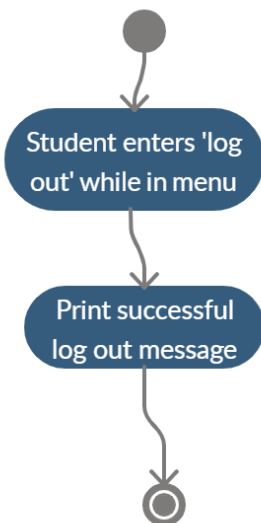 Student enters 'log
out' while in menu
Print successful
log out message